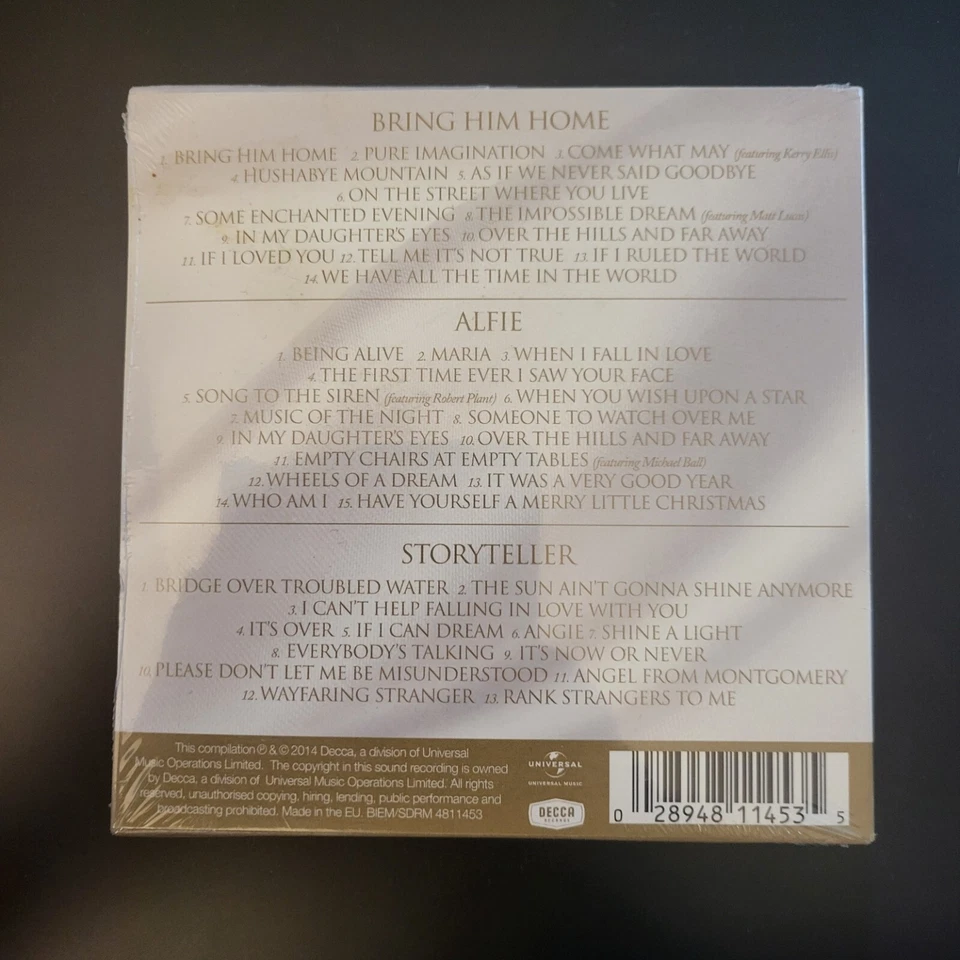 BRING HIM HOME
1. BRING HIM HOME 2. PURE IMAGINATION 3. COME WHAT MAY (featuring Kerry Ellis)
4. HUSHABYE MOUNTAIN 5. AS IF WE NEVER SAID GOODBYE
6. ON THE STREET WHERE YOU LIVE
7. SOME ENCHANTED EVENING 8. THE IMPOSSIBLE DREAM (featuring Matt Lucas)
9. IN MY DAUGHTER'S EYES 10. OVER THE HILLS AND FAR AWAY
11. IF I LOVED YOU 12. TELL ME IT'S NOT TRUE 13. IF I RULED THE WORLD
14. WE HAVE ALL THE TIME IN THE WORLD
ALFIE
1. BEING ALIVE 2. MARIA 3. WHEN I FALL IN LOVE
4. THE FIRST TIME EVER I SAW YOUR FACE
5. SONG TO THE SIREN (featuring Robert Plant) 6. WHEN YOU WISH UPON A STAR
7. MUSIC OF THE NIGHT 8. SOMEONE TO WATCH OVER ME
9. IN MY DAUGHTER'S EYES 10. OVER THE HILLS AND FAR AWAY
11. EMPTY CHAIRS AT EMPTY TABLES (featuring Michael Ball)
12. WHEELS OF A DREAM 13. IT WAS A VERY GOOD YEAR
14. WHO AM I 15. HAVE YOURSELF A MERRY LITTLE CHRISTMAS
STORYTELLER
1. BRIDGE OVER TROUBLED WATER 2. THE SUN AIN'T GONNA SHINE ANYMORE
3. I CAN'T HELP FALLING IN LOVE WITH YOU
4. IT'S OVER 5. IF I CAN DREAM 6. ANGIE 7. SHINE A LIGHT
8. EVERYBODY'S TALKING 9. IT'S NOW OR NEVER
10. PLEASE DON'T LET ME BE MISUNDERSTOOD 11. ANGEL FROM MONTGOMERY
12. WAYFARING STRANGER 13. RANK STRANGERS TO ME
This compilation ℗ & © 2014 Decca, a division of Universal
Music Operations Limited. The copyright in this sound recording is owned
by Decca, a division of Universal Music Operations Limited. All rights
reserved, unauthorised copying, hiring, lending, public performance and
broadcasting prohibited. Made in the EU. BIEM/SDRM 4811453
UNIVERSAL
UNIVERSAL MUSIC
DECCA
RECORDS
0 28948 11453 5